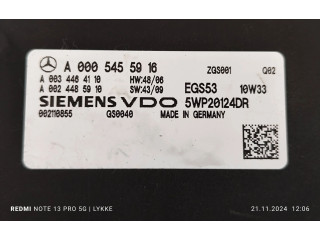 A 000 545 59 16
ZGS001 Q02
A 003 446 41 10 HW:48/06
A 002 448 59 10 SW:43/09 EGS53 10W33
SIEMENS VDO 5WP20124DR
002110855 GS0040 MADE IN GERMANY
REDMI NOTE 13 PRO 5G | LYKKE
21.11.2024 12:06